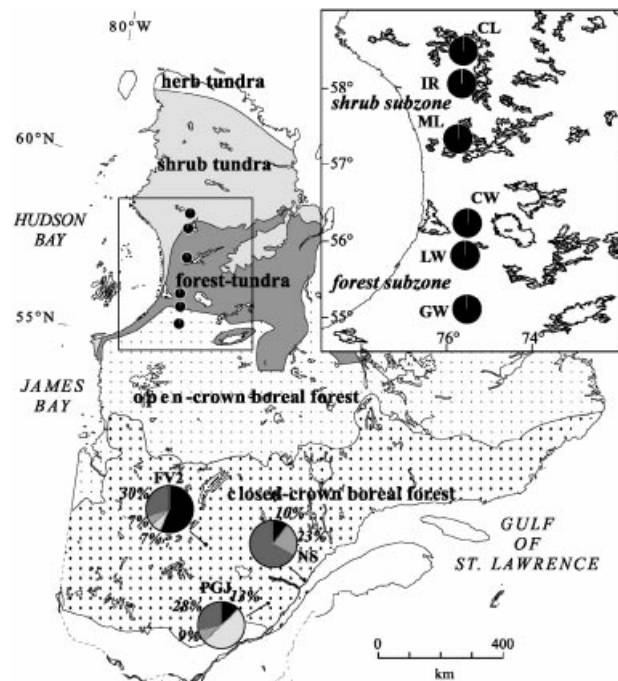 80°W
CL
herb tundra
58°
IR
shrub subzone
ML
60°N
shrub tundra
57°
HUDSON
BAY
CW
56°
forest-tundra
LW
forest subzone
55°N
GW
55°
76°
74°
JAMES
BAY
open-crown boreal forest
FV2
closed-crown boreal forest
30%
10%
7%
23%
7%
NS
GULF
OF
ST. LAWRENCE
PGJ
13%
28%
9%
0
400
km